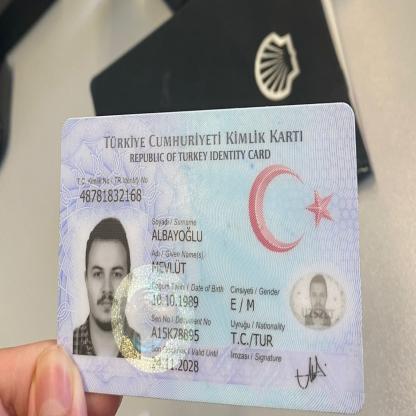 TÜRKİYE CUMHURİYETİ KİMLİK KARTI
REPUBLIC OF TURKEY IDENTITY CARD
T.C. Kimlik No / TR Identity No
48781832168
Soyadı / Surname
ALBAYOĞLU
Adı / Given Name(s)
MEVLÜT
Doğum Tarihi / Date of Birth Cinsiyeti / Gender
10.10.1989 E / M
Seri No / Document No Uyruğu / Nationality
A15K78895 T.C./TUR
Son Geçerlilik / Valid Until İmzası / Signature
.11.2028